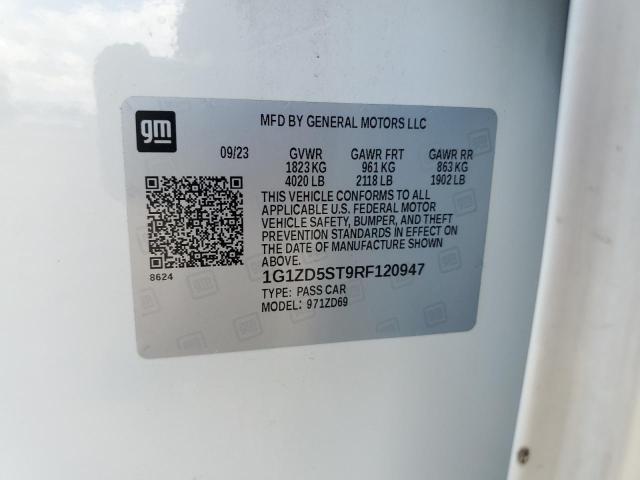 gm
MFD BY GENERAL MOTORS LLC
09/23 GVWR GAWR FRT GAWR RR
1823 KG 961 KG 863 KG
4020 LB 2118 LB 1902 LB
THIS VEHICLE CONFORMS TO ALL
APPLICABLE U.S. FEDERAL MOTOR
VEHICLE SAFETY, BUMPER, AND THEFT
PREVENTION STANDARDS IN EFFECT ON
THE DATE OF MANUFACTURE SHOWN
ABOVE.
8624
1G1ZD5ST9RF120947
TYPE: PASS CAR
MODEL: 971ZD69